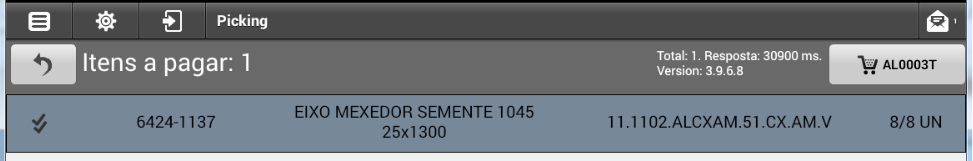 Picking
Itens a pagar: 1
Total: 1. Resposta: 30900 ms.
Version: 3.9.6.8
AL0003T
6424-1137
EIXO MEXEDOR SEMENTE 1045
25x1300
11.1102.ALCXAM.51.CX.AM.V
8/8 UN